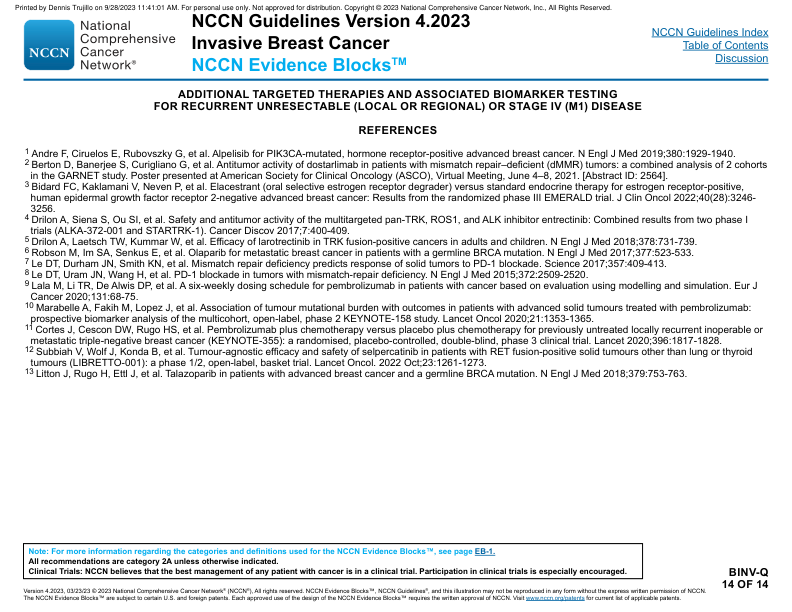 Printed by Dennis Trujillo on 9/28/2023 11:41:01 AM. For personal use only. Not approved for distribution. Copyright © 2023 National Comprehensive Cancer Network, Inc., All Rights Reserved.
NCCN
National
Comprehensive
Cancer
Network®
NCCN Guidelines Version 4.2023
Invasive Breast Cancer
NCCN Evidence Blocks™
NCCN Guidelines Index
Table of Contents
Discussion
ADDITIONAL TARGETED THERAPIES AND ASSOCIATED BIOMARKER TESTING
FOR RECURRENT UNRESECTABLE (LOCAL OR REGIONAL) OR STAGE IV (M1) DISEASE
REFERENCES
1 Andre F, Ciruelos E, Rubovszky G, et al. Alpelisib for PIK3CA-mutated, hormone receptor-positive advanced breast cancer. N Engl J Med 2019;380:1929-1940.
2 Berton D, Banerjee S, Curigliano G, et al. Antitumor activity of dostarlimab in patients with mismatch repair–deficient (dMMR) tumors: a combined analysis of 2 cohorts
in the GARNET study. Poster presented at American Society for Clinical Oncology (ASCO), Virtual Meeting, June 4–8, 2021. [Abstract ID: 2564].
3 Bidard FC, Kaklamani V, Neven P, et al. Elacestrant (oral selective estrogen receptor degrader) versus standard endocrine therapy for estrogen receptor-positive,
human epidermal growth factor receptor 2-negative advanced breast cancer: Results from the randomized phase III EMERALD trial. J Clin Oncol 2022;40(28):3246-
3256.
4 Drilon A, Siena S, Ou SI, et al. Safety and antitumor activity of the multitargeted pan-TRK, ROS1, and ALK inhibitor entrectinib: Combined results from two phase I
trials (ALKA-372-001 and STARTRK-1). Cancer Discov 2017;7:400-409.
5 Drilon A, Laetsch TW, Kummar W, et al. Efficacy of larotrectinib in TRK fusion-positive cancers in adults and children. N Engl J Med 2018;378:731-739.
6 Robson M, Im SA, Senkus E, et al. Olaparib for metastatic breast cancer in patients with a germline BRCA mutation. N Engl J Med 2017;377:523-533.
7 Le DT, Durham JN, Smith KN, et al. Mismatch repair deficiency predicts response of solid tumors to PD-1 blockade. Science 2017;357:409-413.
8 Le DT, Uram JN, Wang H, et al. PD-1 blockade in tumors with mismatch-repair deficiency. N Engl J Med 2015;372:2509-2520.
9 Lala M, Li TR, De Alwis DP, et al. A six-weekly dosing schedule for pembrolizumab in patients with cancer based on evaluation using modelling and simulation. Eur J
Cancer 2020;131:68-75.
10 Marabelle A, Fakih M, Lopez J, et al. Association of tumour mutational burden with outcomes in patients with advanced solid tumours treated with pembrolizumab:
prospective biomarker analysis of the multicohort, open-label, phase 2 KEYNOTE-158 study. Lancet Oncol 2020;21:1353-1365.
11 Cortes J, Cescon DW, Rugo HS, et al. Pembrolizumab plus chemotherapy versus placebo plus chemotherapy for previously untreated locally recurrent inoperable or
metastatic triple-negative breast cancer (KEYNOTE-355): a randomised, placebo-controlled, double-blind, phase 3 clinical trial. Lancet 2020;396:1817-1828.
12 Subbiah V, Wolf J, Konda B, et al. Tumour-agnostic efficacy and safety of selpercatinib in patients with RET fusion-positive solid tumours other than lung or thyroid
tumours (LIBRETTO-001): a phase 1/2, open-label, basket trial. Lancet Oncol. 2022 Oct;23:1261-1273.
13 Litton J, Rugo H, Ettl J, et al. Talazoparib in patients with advanced breast cancer and a germline BRCA mutation. N Engl J Med 2018;379:753-763.
Note: For more information regarding the categories and definitions used for the NCCN Evidence Blocks™, see page EB-1.
All recommendations are category 2A unless otherwise indicated.
Clinical Trials: NCCN believes that the best management of any patient with cancer is in a clinical trial. Participation in clinical trials is especially encouraged.
BINV-Q
14 OF 14
Version 4.2023, 03/23/23 © 2023 National Comprehensive Cancer Network® (NCCN®), All rights reserved. NCCN Evidence Blocks™, NCCN Guidelines®, and this illustration may not be reproduced in any form without the express written permission of NCCN.
The NCCN Evidence Blocks™ are subject to certain U.S. and foreign patents. Each approved use of the design of the NCCN Evidence Blocks™ requires the written approval of NCCN. Visit www.nccn.org/patents for current list of applicable patents.